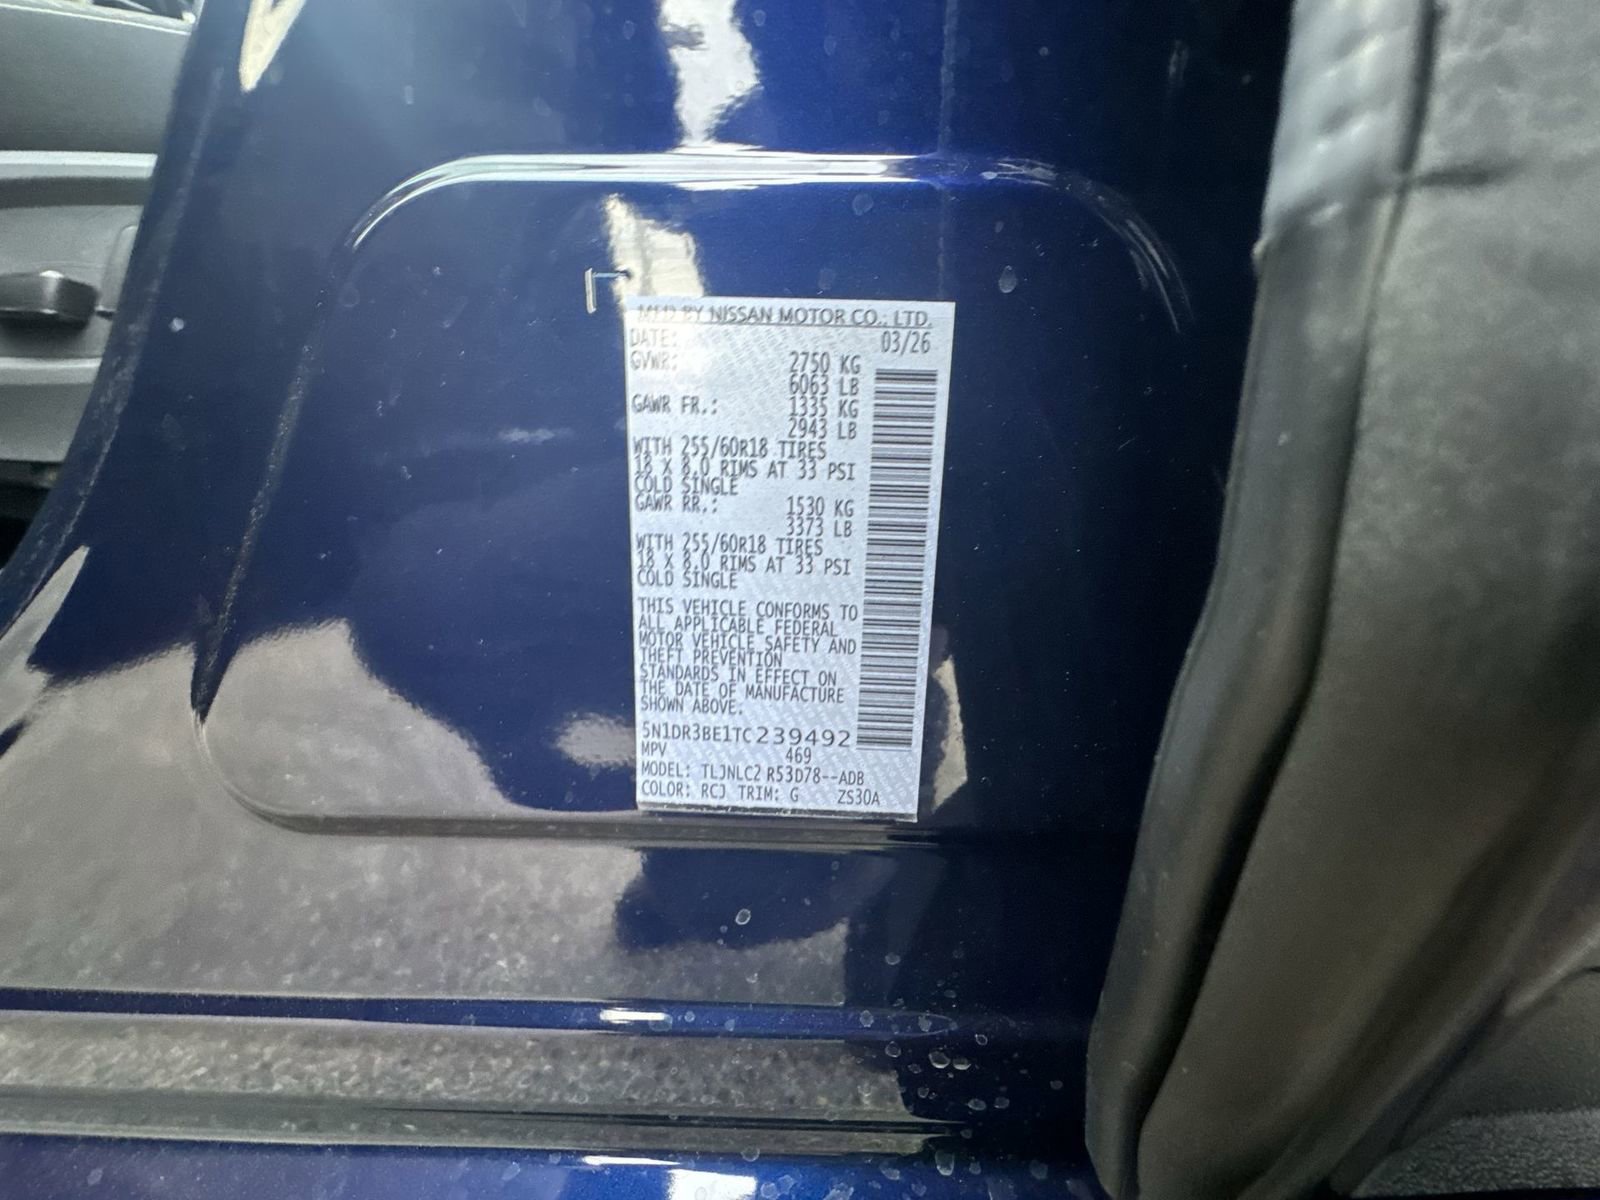 MFD BY NISSAN MOTOR CO., LTD.
DATE: 03/26
GVWR: 2750 KG
6063 LB
GAWR FR.: 1335 KG
2943 LB
WITH 255/60R18 TIRES
18 X 8.0 RIMS AT 33 PSI
COLD SINGLE
GAWR RR.: 1530 KG
3373 LB
WITH 255/60R18 TIRES
18 X 8.0 RIMS AT 33 PSI
COLD SINGLE
THIS VEHICLE CONFORMS TO
ALL APPLICABLE FEDERAL
MOTOR VEHICLE SAFETY AND
THEFT PREVENTION
STANDARDS IN EFFECT ON
THE DATE OF MANUFACTURE
SHOWN ABOVE.
5N1DR3BE1TC239492
MPV 469
MODEL: TLJNLC2 R53D78--ADB
COLOR: RCJ TRIM: G ZS30A